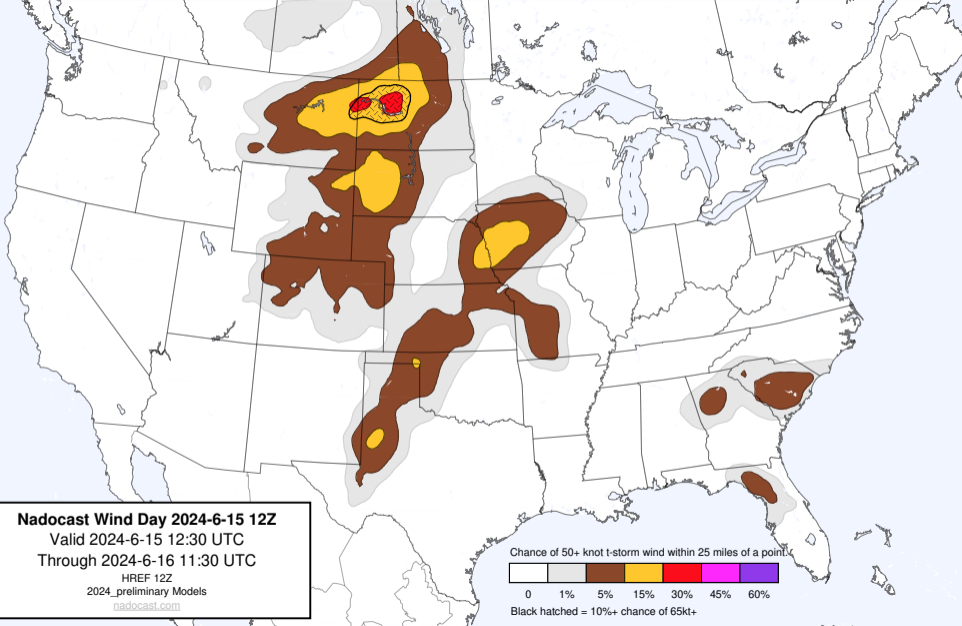 Nadocast Wind Day 2024-6-15 12Z
Valid 2024-6-15 12:30 UTC
Through 2024-6-16 11:30 UTC
HREF 12Z
2024_preliminary Models
nadocast.com
Chance of 50+ knot t-storm wind within 25 miles of a point.
0 1% 5% 15% 30% 45% 60%
Black hatched = 10%+ chance of 65kt+